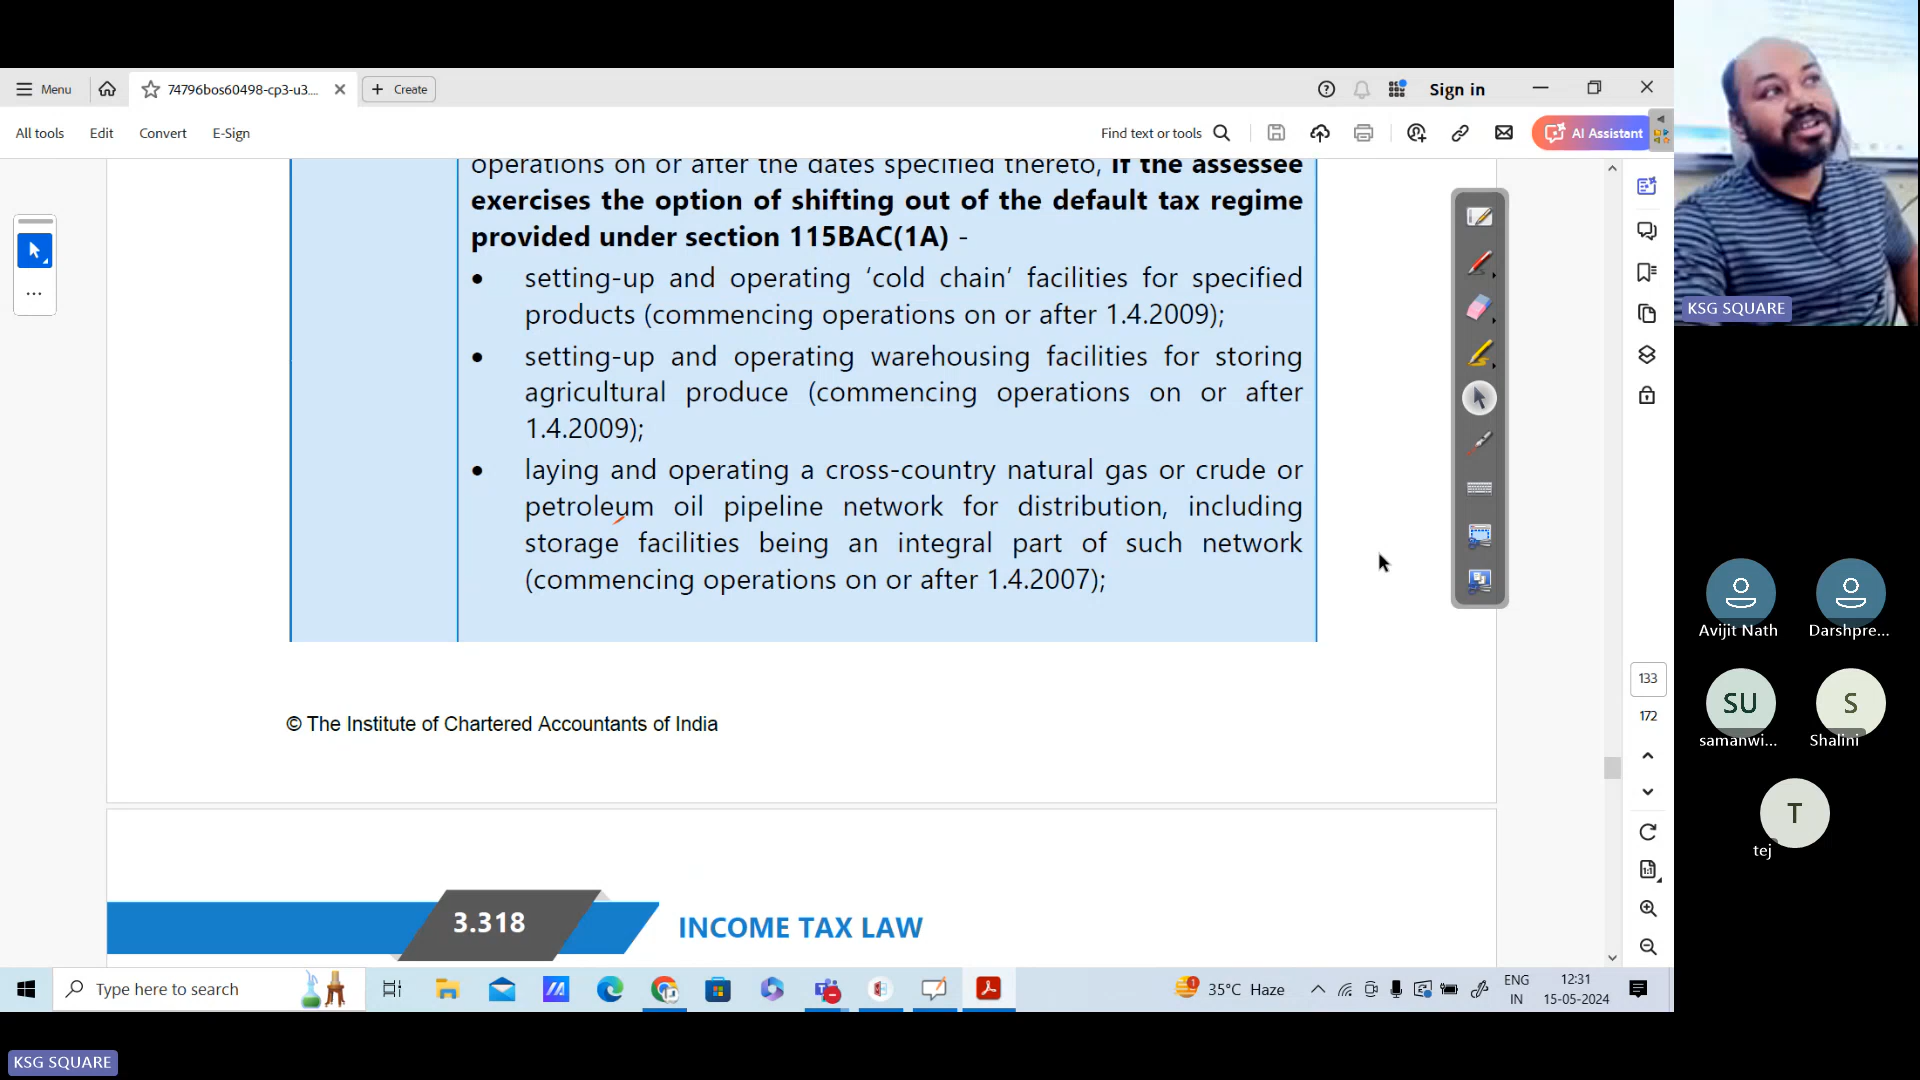 Menu
74796bos60498-cp3-u3....
Create
Sign in
All tools
Edit
Convert
E-Sign
Find text or tools
AI Assistant
operations on or after the dates specified thereto, If the assessee
exercises the option of shifting out of the default tax regime
provided under section 115BAC(1A) -
• setting-up and operating ‘cold chain’ facilities for specified
products (commencing operations on or after 1.4.2009);
• setting-up and operating warehousing facilities for storing
agricultural produce (commencing operations on or after
1.4.2009);
• laying and operating a cross-country natural gas or crude or
petroleum oil pipeline network for distribution, including
storage facilities being an integral part of such network
(commencing operations on or after 1.4.2007);
© The Institute of Chartered Accountants of India
3.318
INCOME TAX LAW
133
172
KSG SQUARE
Avijit Nath
Darshpre...
SU
samanwi...
S
Shalini
T
tej
Type here to search
35°C Haze
ENG
IN
12:31
15-05-2024
KSG SQUARE